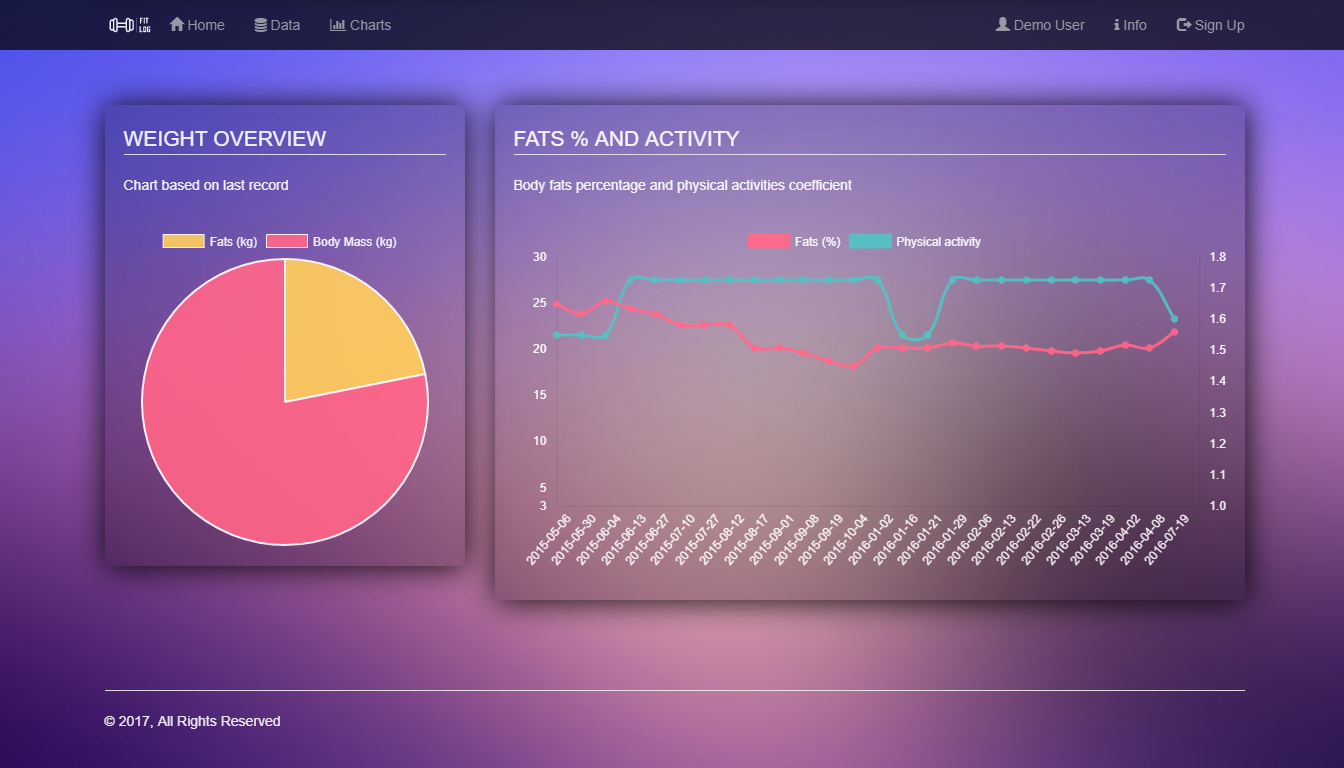 FIT
LOG
Home
Data
Charts
Demo User
Info
Sign Up
WEIGHT OVERVIEW
Chart based on last record
Fats (kg)
Body Mass (kg)
FATS % AND ACTIVITY
Body fats percentage and physical activities coefficient
Fats (%)
Physical activity
30
25
20
15
10
5
3
1.8
1.7
1.6
1.5
1.4
1.3
1.2
1.1
1.0
2015-05-06
2015-05-30
2015-06-04
2015-06-13
2015-06-27
2015-07-10
2015-07-27
2015-08-12
2015-08-17
2015-09-01
2015-09-08
2015-09-19
2015-10-04
2016-01-02
2016-01-16
2016-01-21
2016-01-29
2016-02-06
2016-02-13
2016-02-22
2016-02-26
2016-03-13
2016-03-19
2016-04-02
2016-04-08
2016-07-19
© 2017, All Rights Reserved